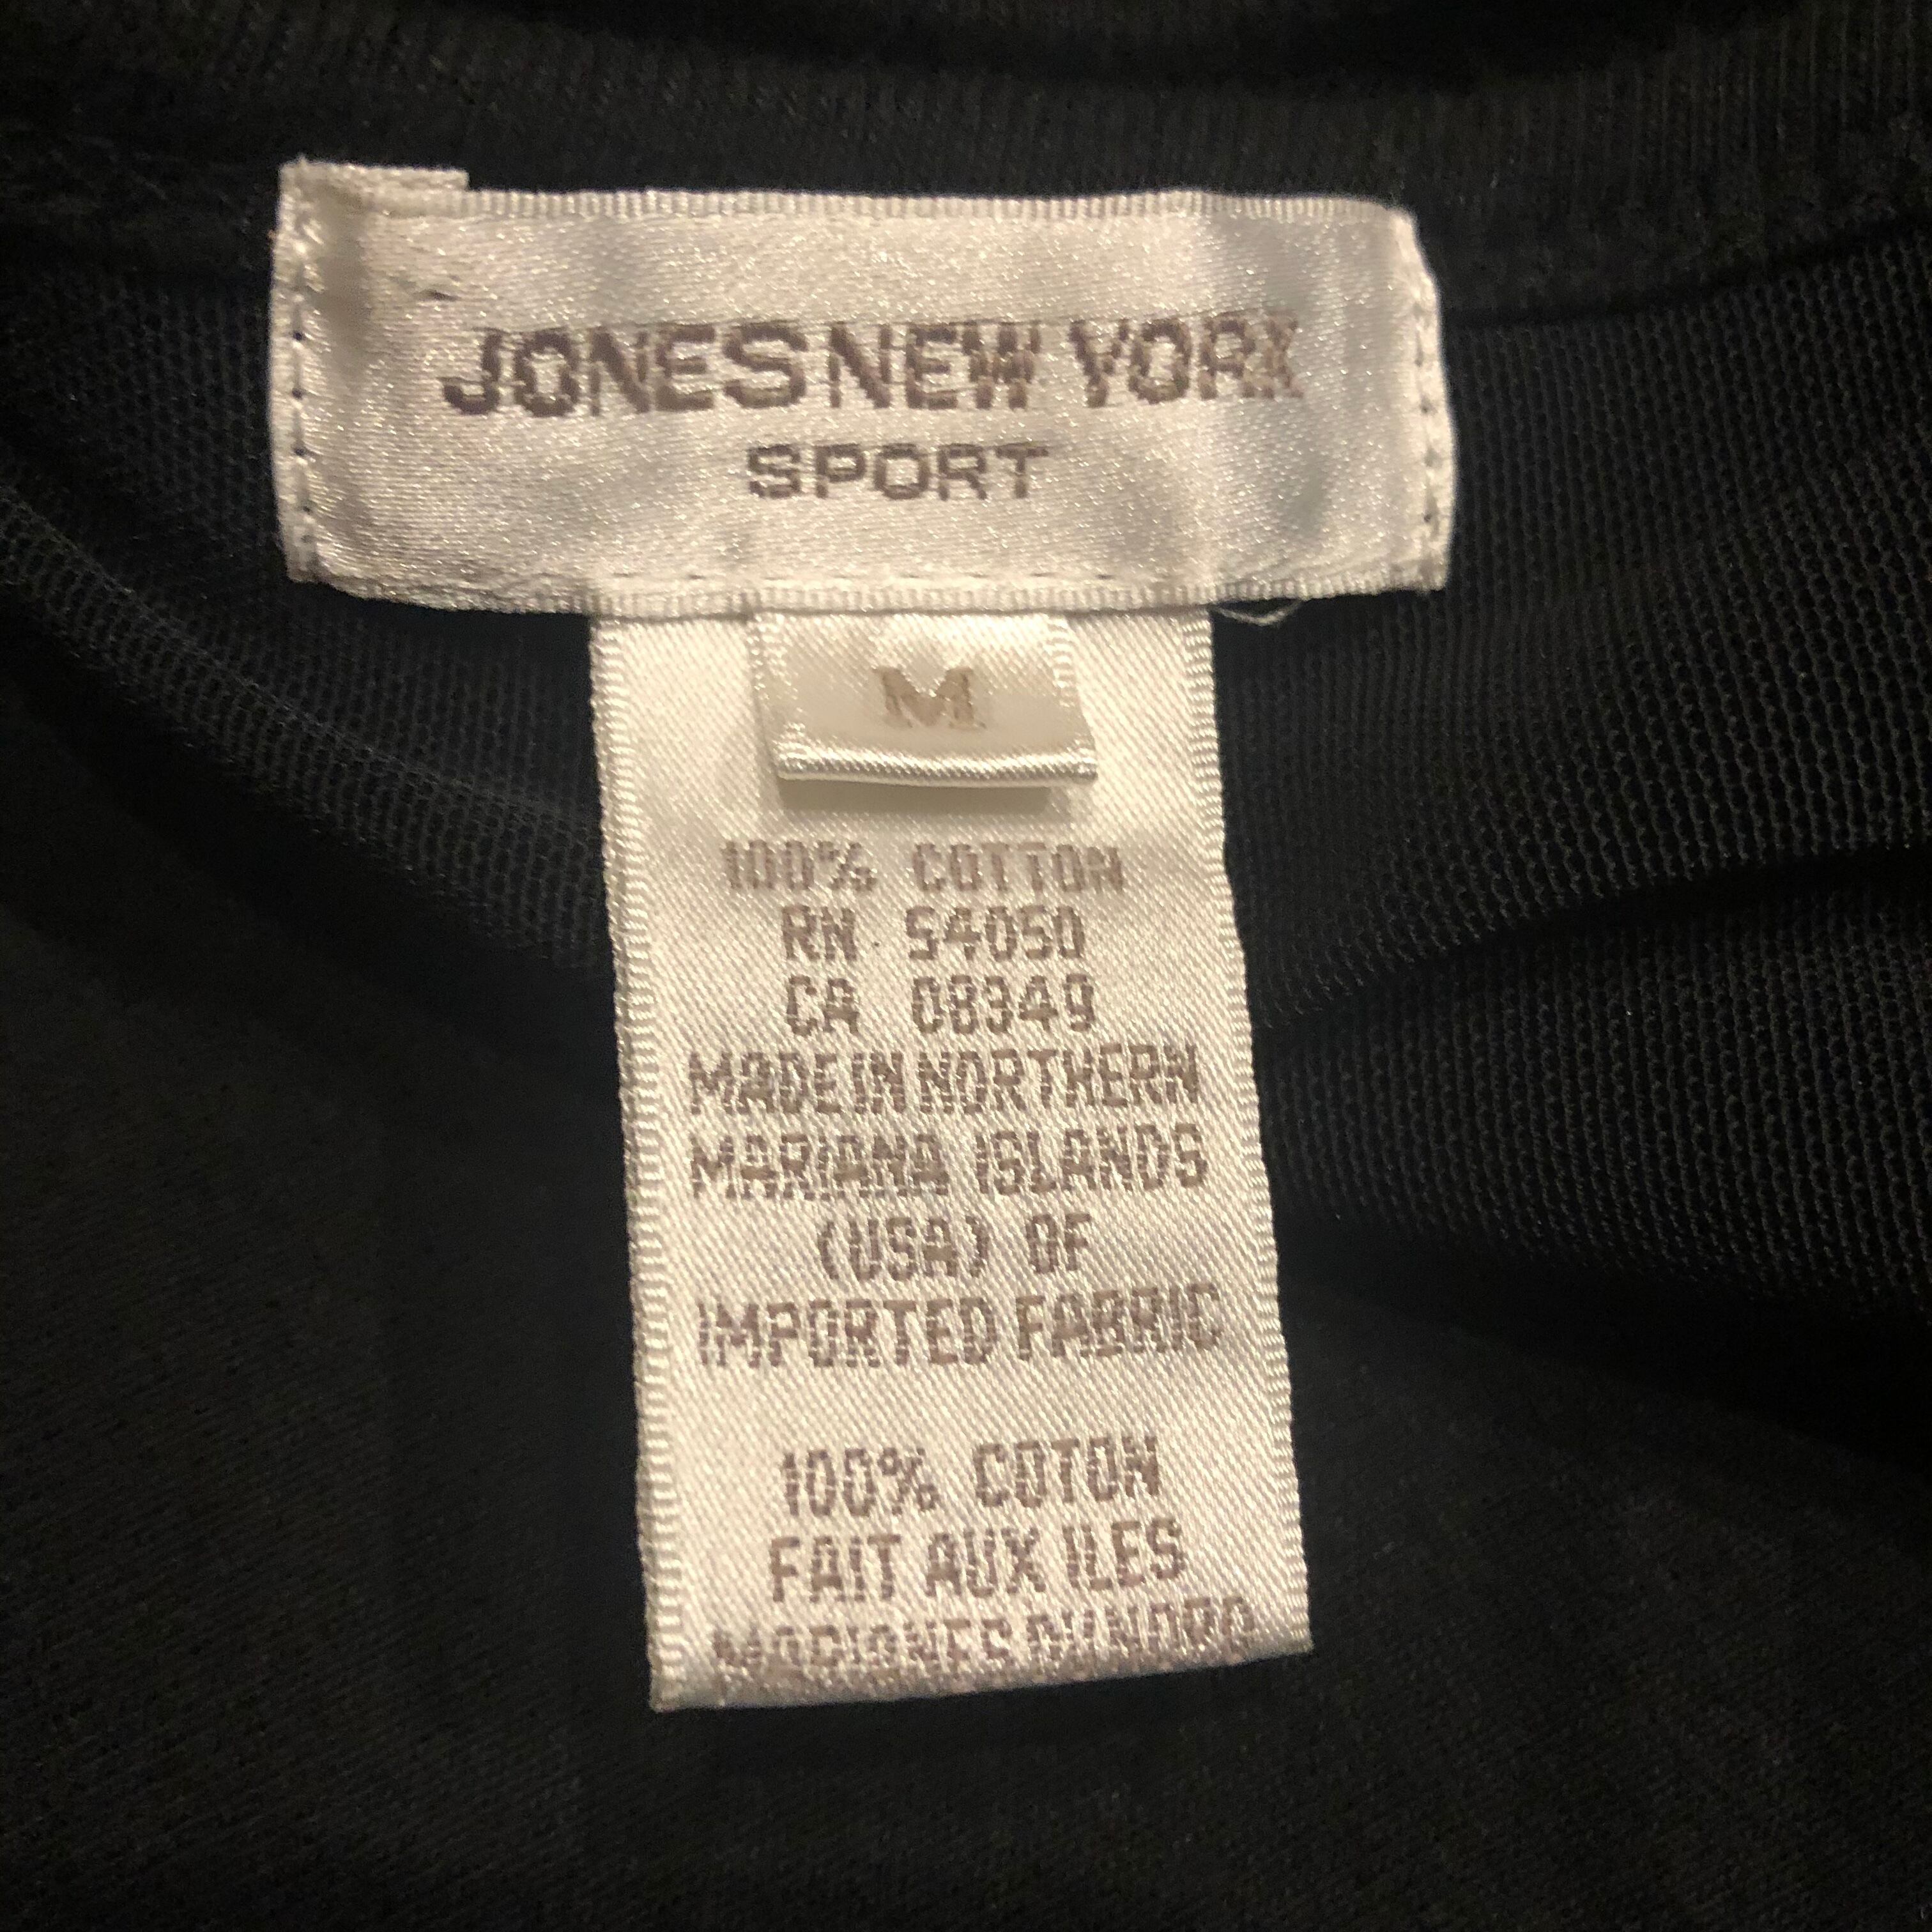 JONES NEW YORK
SPORT
M
100% COTTON
RN 54050
CA 08349
MADE IN NORTHERN
MARIANA ISLANDS
(USA) OF
IMPORTED FABRIC
100% COTON
FAIT AUX ILES